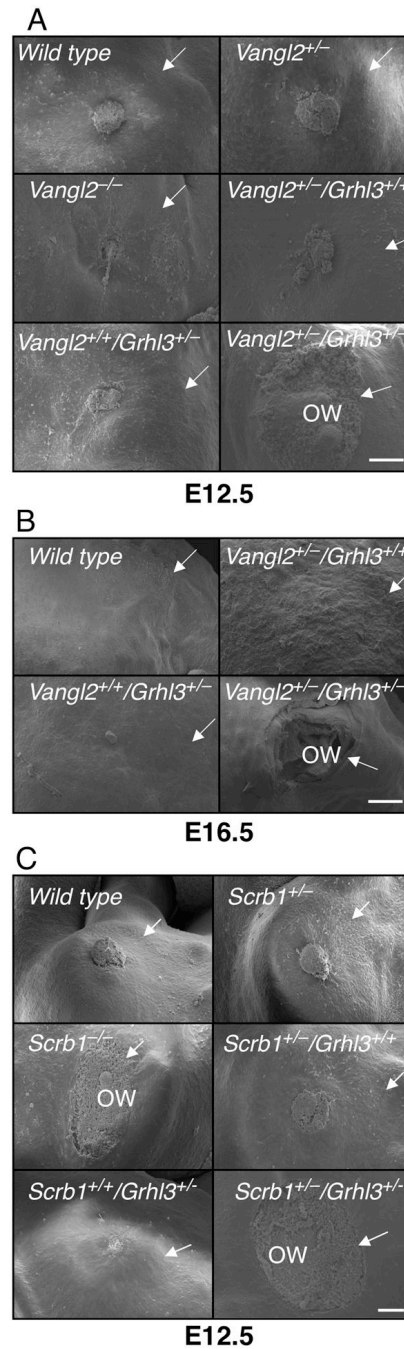 A
Wild type
Vangl2+/–
Vangl2–/–
Vangl2+/–/Grhl3+/+
Vangl2+/+/Grhl3+/–
Vangl2+/–/Grhl3+/–
OW
E12.5
B
Wild type
Vangl2+/–/Grhl3+/+
Vangl2+/+/Grhl3+/–
Vangl2+/–/Grhl3+/–
OW
E16.5
C
Wild type
Scrb1+/–
Scrb1–/–
Scrb1+/–/Grhl3+/+
OW
Scrb1+/+/Grhl3+/-
Scrb1+/–/Grhl3+/-
OW
E12.5